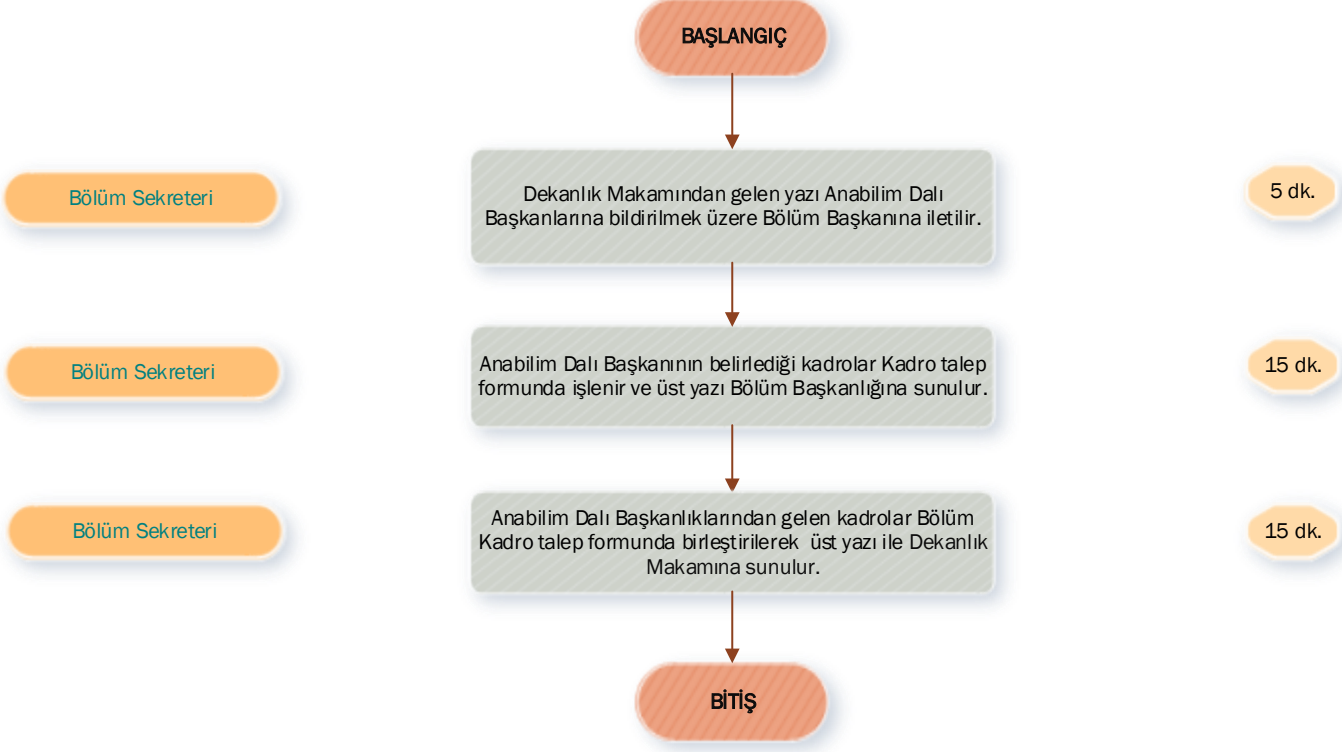 BAŞLANGIÇ
Bölüm Sekreteri
Dekanlık Makamından gelen yazı Anabilim Dalı
Başkanlarına bildirilmek üzere Bölüm Başkanına iletilir.
5 dk.
Bölüm Sekreteri
Anabilim Dalı Başkanının belirlediği kadrolar Kadro talep
formunda işlenir ve üst yazı Bölüm Başkanlığına sunulur.
15 dk.
Bölüm Sekreteri
Anabilim Dalı Başkanlıklarından gelen kadrolar Bölüm
Kadro talep formunda birleştirilerek üst yazı ile Dekanlık
Makamına sunulur.
15 dk.
BİTİŞ